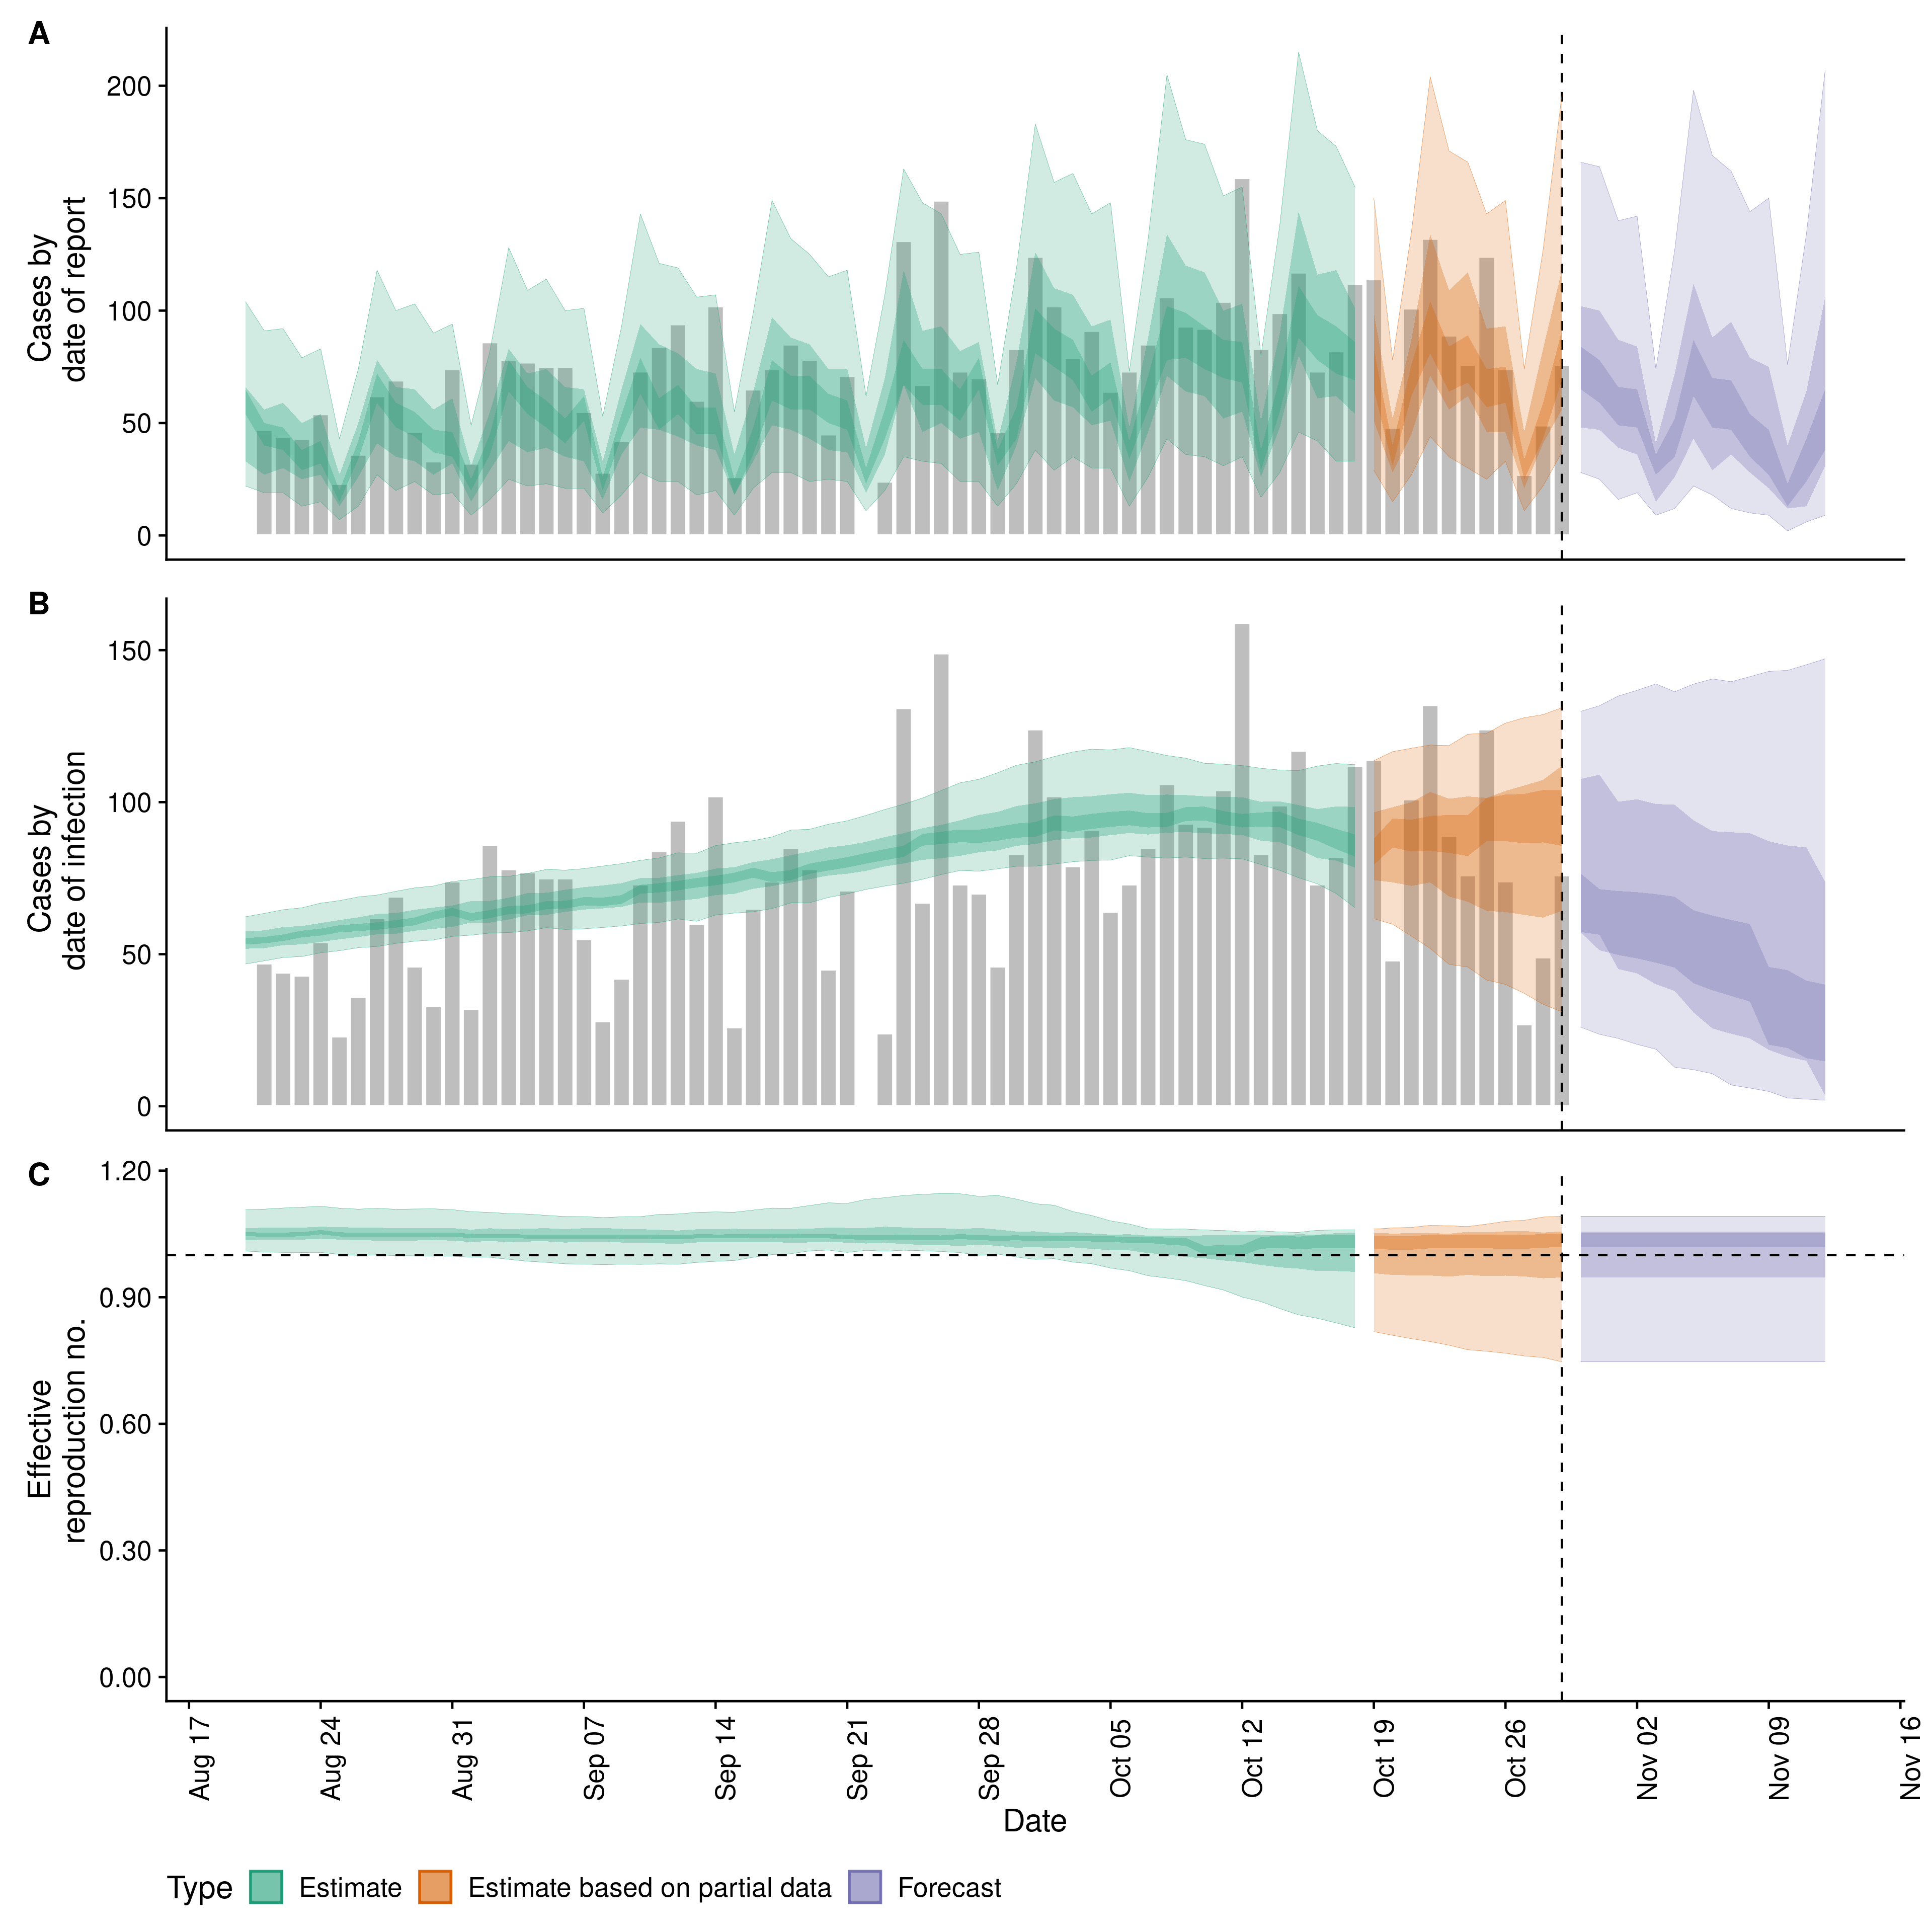 A
200
150
100
50
0
Cases by
date of report
B
150
100
50
0
Cases by
date of infection
C
1.20
0.90
0.60
0.30
0.00
Effective
reproduction no.
Aug 17
Aug 24
Aug 31
Sep 07
Sep 14
Sep 21
Sep 28
Oct 05
Oct 12
Oct 19
Oct 26
Nov 02
Nov 09
Nov 16
Date
Type Estimate Estimate based on partial data Forecast